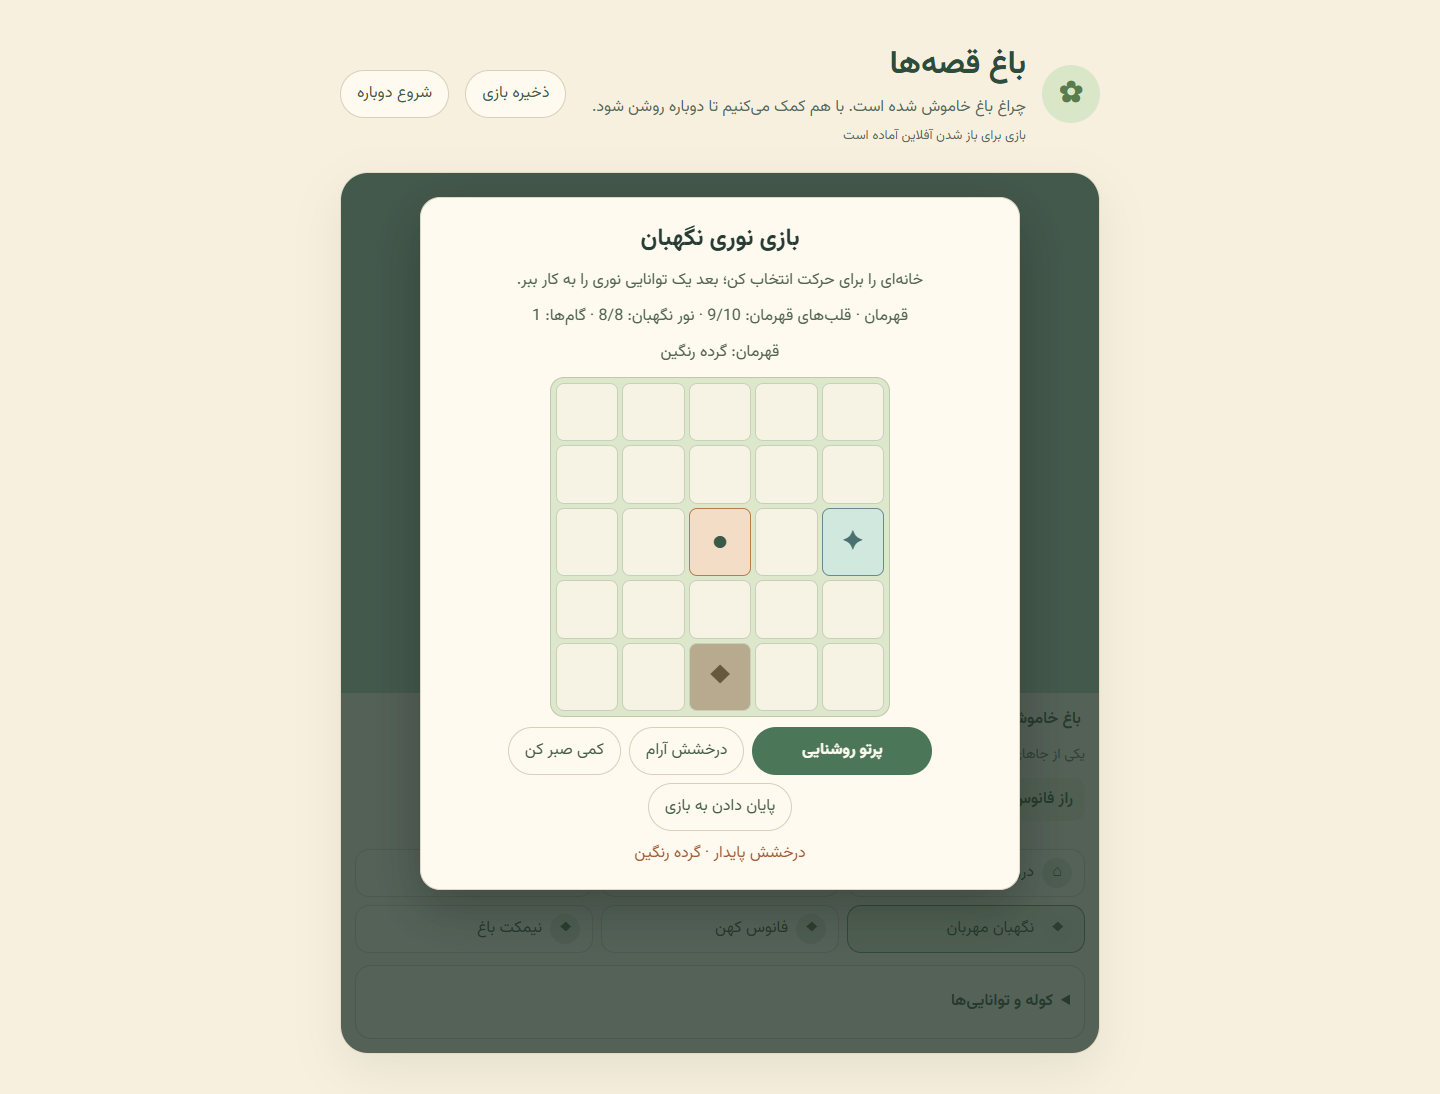 باغ قصه‌ها
چراغ باغ خاموش شده است. با هم کمک می‌کنیم تا دوباره روشن شود.
بازی برای باز شدن آفلاین آماده است
ذخیره بازی
شروع دوباره
بازی نوری نگهبان
خانه‌ای را برای حرکت انتخاب کن؛ بعد یک توانایی نوری را به کار ببر.
قهرمان · قلب‌های قهرمان: 9/10 · نور نگهبان: 8/8 · گام‌ها: 1
قهرمان: گرده رنگین
پرتو روشنایی
درخشش آرام
کمی صبر کن
پایان دادن به بازی
درخشش پایدار · گرده رنگین
باغ خاموش
یکی از جاها
راز فانوس
نگهبان مهربان
فانوس کهن
نیمکت باغ
کوله و توانایی‌ها